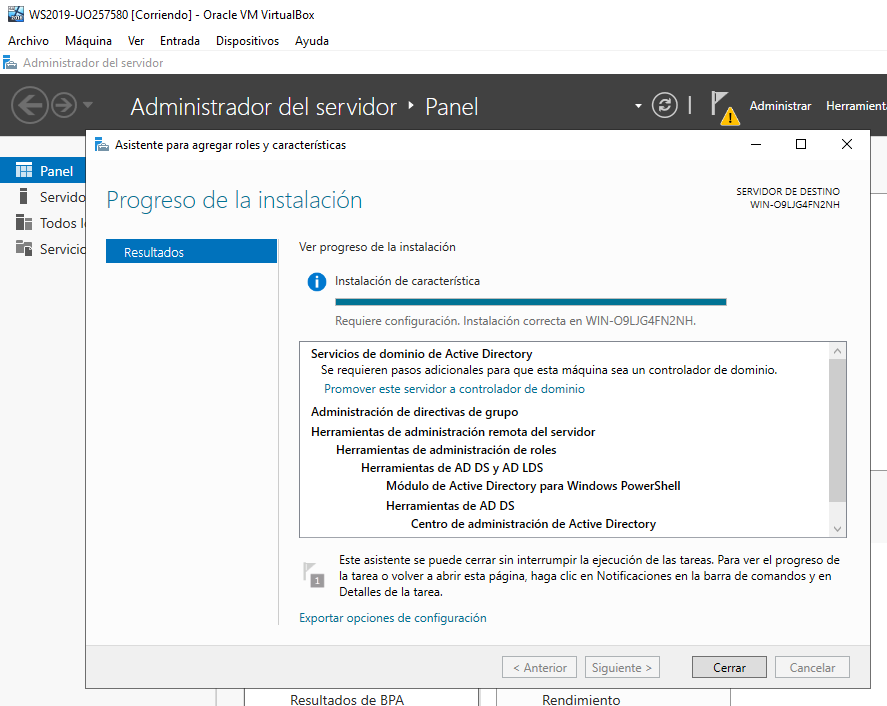 WS2019-UO257580 [Corriendo] - Oracle VM VirtualBox
Archivo Máquina Ver Entrada Dispositivos Ayuda
Administrador del servidor
Administrador del servidor Panel
Administrar
Herramient
Panel
Servido
Todos l
Servicio
Asistente para agregar roles y características
Progreso de la instalación
SERVIDOR DE DESTINO
WIN-O9LJG4FN2NH
Resultados
Ver progreso de la instalación
Instalación de característica
Requiere configuración. Instalación correcta en WIN-O9LJG4FN2NH.
Servicios de dominio de Active Directory
Se requieren pasos adicionales para que esta máquina sea un controlador de dominio.
Promover este servidor a controlador de dominio
Administración de directivas de grupo
Herramientas de administración remota del servidor
Herramientas de administración de roles
Herramientas de AD DS y AD LDS
Módulo de Active Directory para Windows PowerShell
Herramientas de AD DS
Centro de administración de Active Directory
1
Este asistente se puede cerrar sin interrumpir la ejecución de las tareas. Para ver el progreso de
la tarea o volver a abrir esta página, haga clic en Notificaciones en la barra de comandos y en
Detalles de la tarea.
Exportar opciones de configuración
< Anterior Siguiente > Cerrar Cancelar
Resultados de BPA
Rendimiento